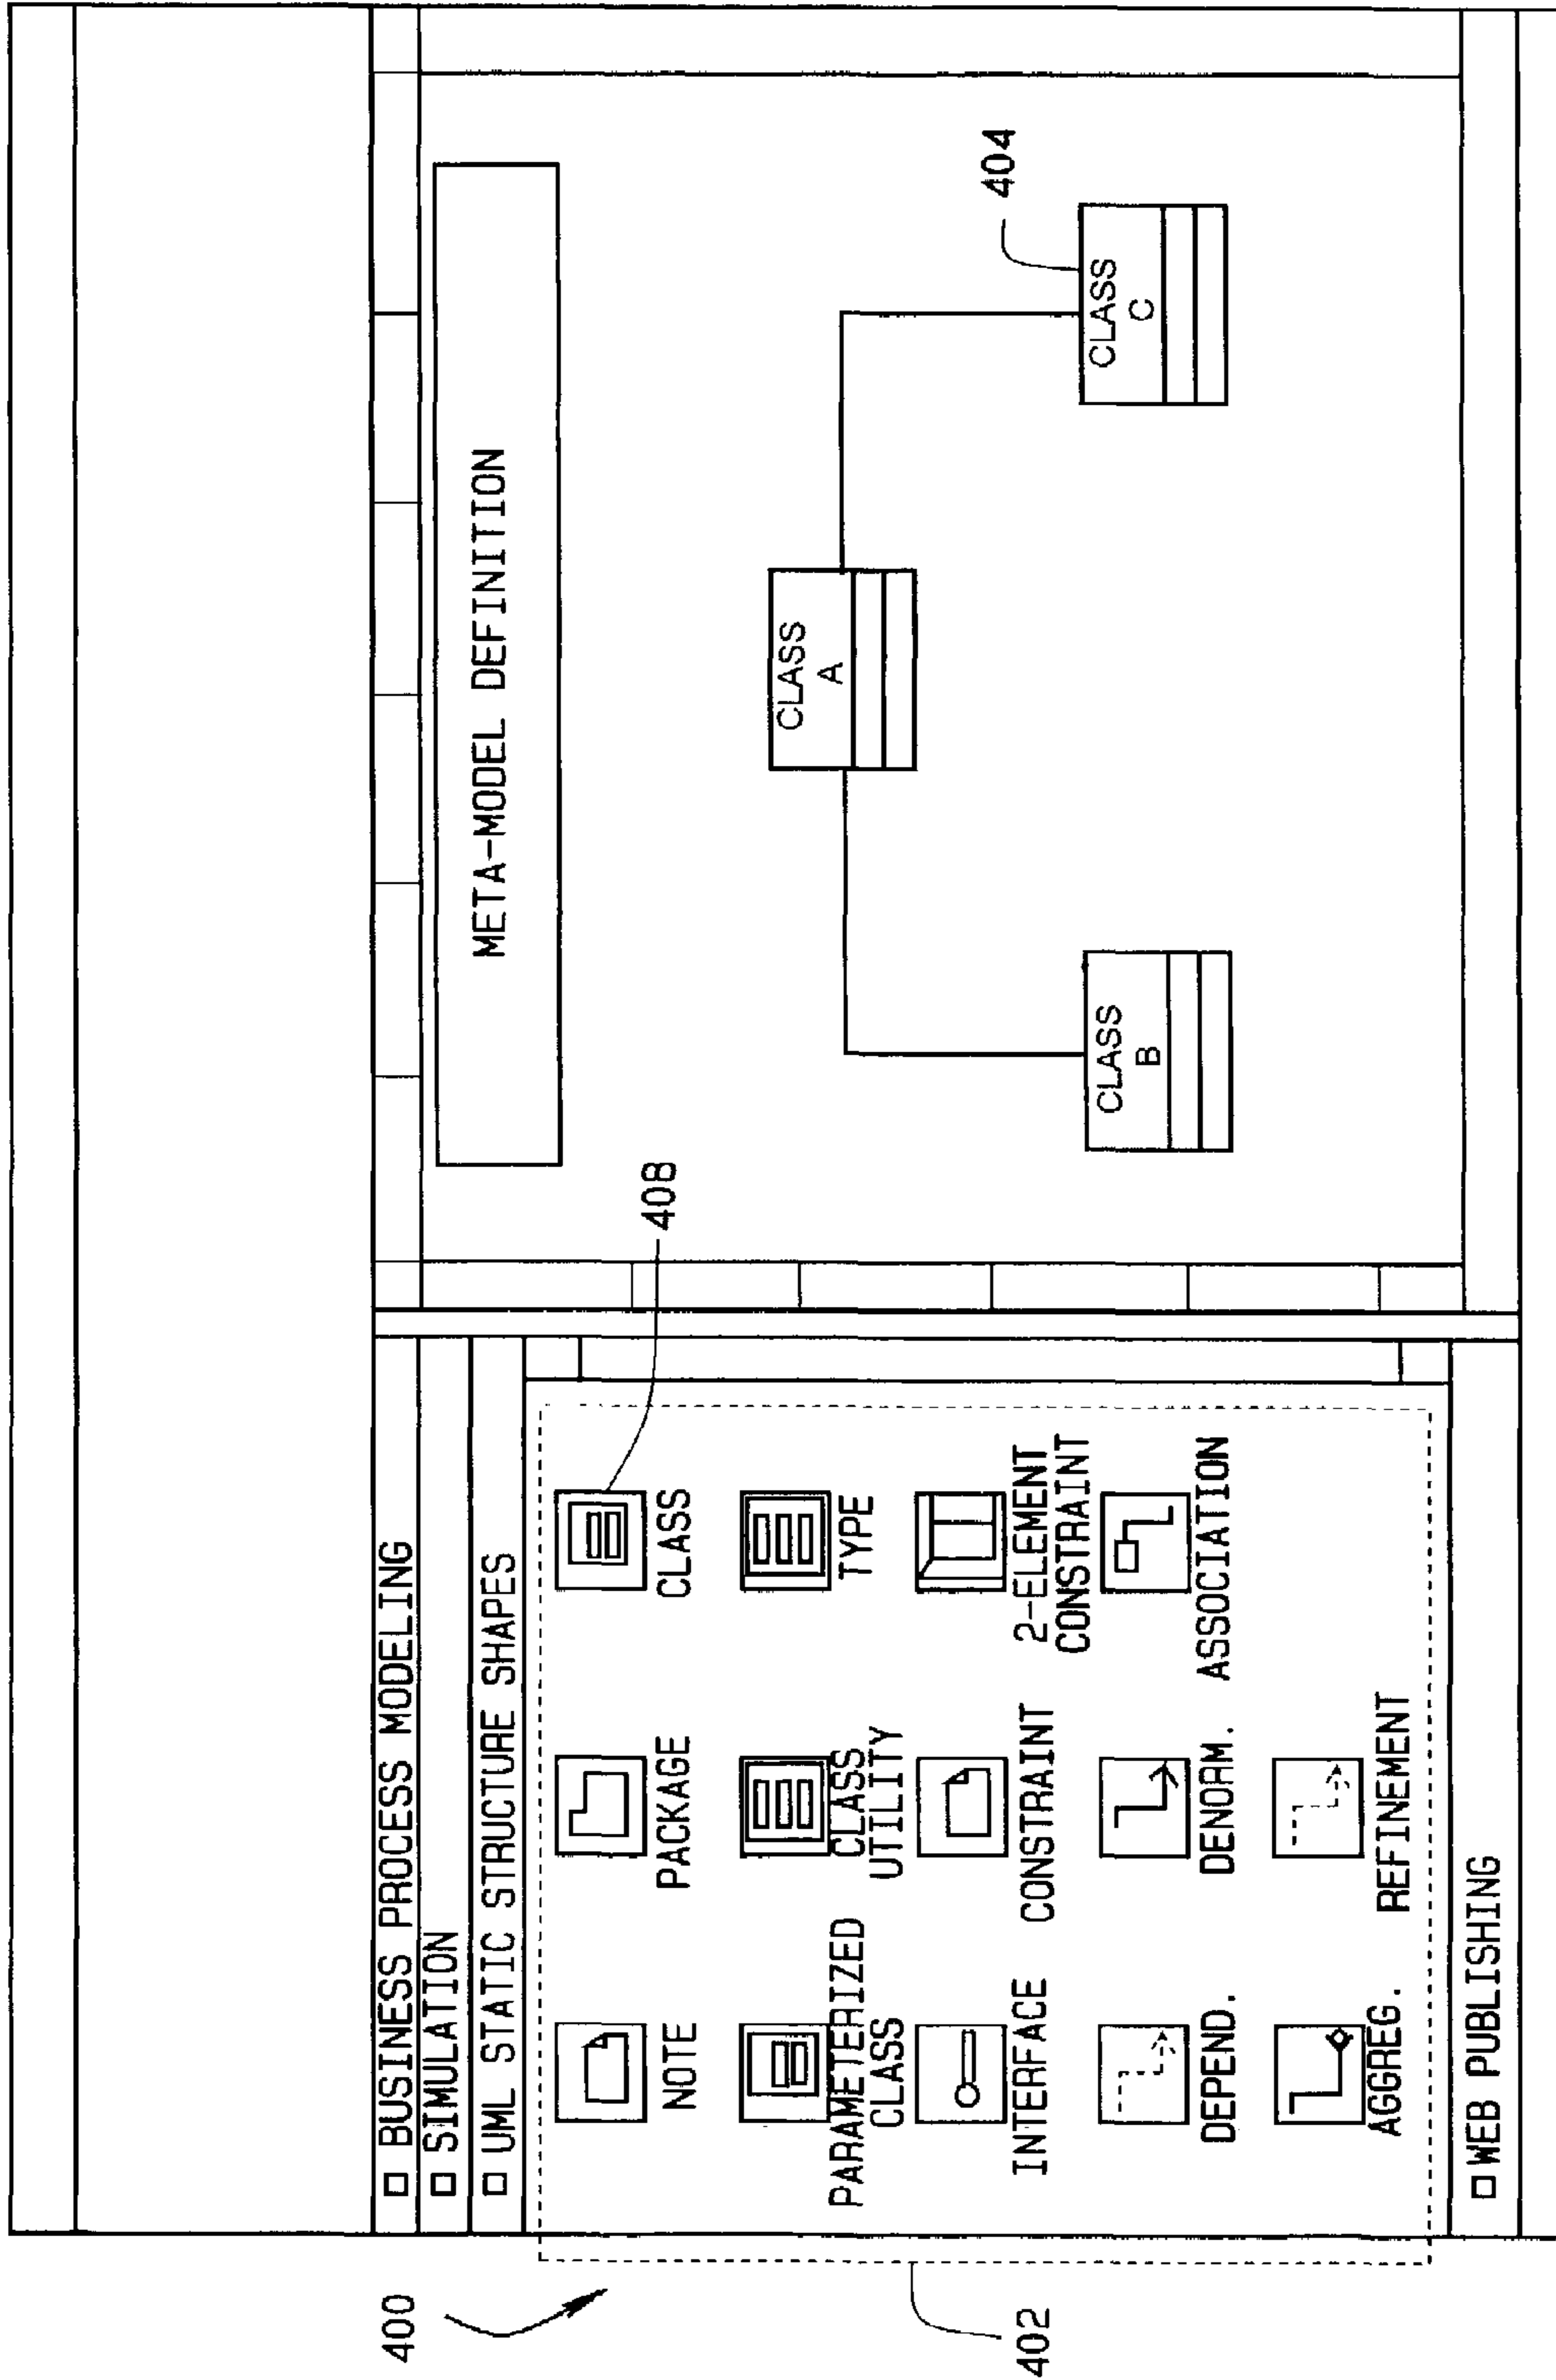 400
□ BUSINESS PROCESS MODELING
□ SIMULATION
□ UML STATIC STRUCTURE SHAPES
NOTE
PACKAGE
CLASS
408
PARAMETERIZED
CLASS
CLASS
UTILITY
TYPE
INTERFACE
CONSTRAINT
2-ELEMENT
CONSTRAINT
DEPEND.
DENORM.
ASSOCIATION
AGGREG.
REFINEMENT
402
□ WEB PUBLISHING
META-MODEL DEFINITION
CLASS
A
CLASS
B
CLASS
C
404